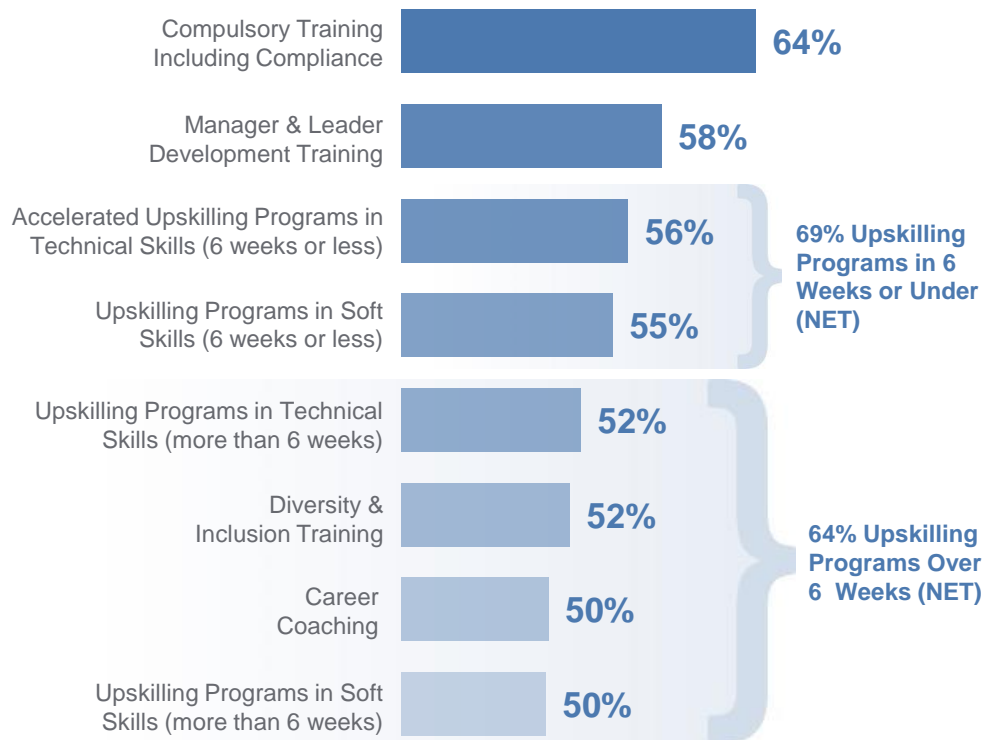 Compulsory Training
Including Compliance
64%
Manager & Leader
Development Training
58%
Accelerated Upskilling Programs in
Technical Skills (6 weeks or less)
56%
Upskilling Programs in Soft
Skills (6 weeks or less)
55%
69% Upskilling
Programs in 6
Weeks or Under
(NET)
Upskilling Programs in Technical
Skills (more than 6 weeks)
52%
Diversity &
Inclusion Training
52%
Career
Coaching
50%
Upskilling Programs in Soft
Skills (more than 6 weeks)
50%
64% Upskilling
Programs Over
6 Weeks (NET)